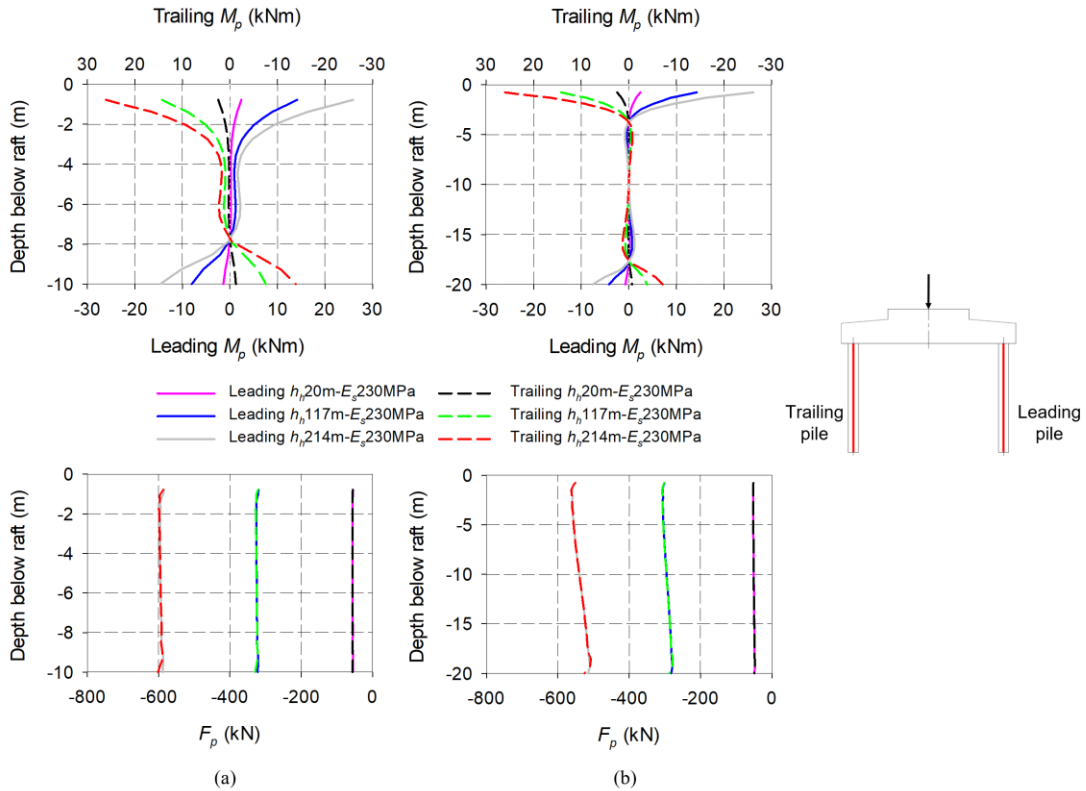 Trailing Mp (kNm)
30 20 10 0 -10 -20 -30
Depth below raft (m)
0
-2
-4
-6
-8
-10
30 20 10 0 10 20 30
Leading Mp (kNm)
Trailing Mp (kNm)
30 20 10 0 -10 -20 -30
Depth below raft (m)
0
-5
-10
-15
-20
-30 -20 -10 0 10 20 30
Leading Mp (kNm)
Trailing pile
Leading pile
Leading hh20m-Es230MPa
Leading hh117m-Es230MPa
Leading hh214m-Es230MPa
Trailing hh20m-Es230MPa
Trailing hh117m-Es230MPa
Trailing hh214m-Es230MPa
Depth below raft (m)
0
-2
-4
-6
-8
-10
-800 -600 -400 -200 0
Fp (kN)
(a)
Depth below raft (m)
0
-5
-10
-15
-20
-800 -600 -400 -200 0
Fp (kN)
(b)